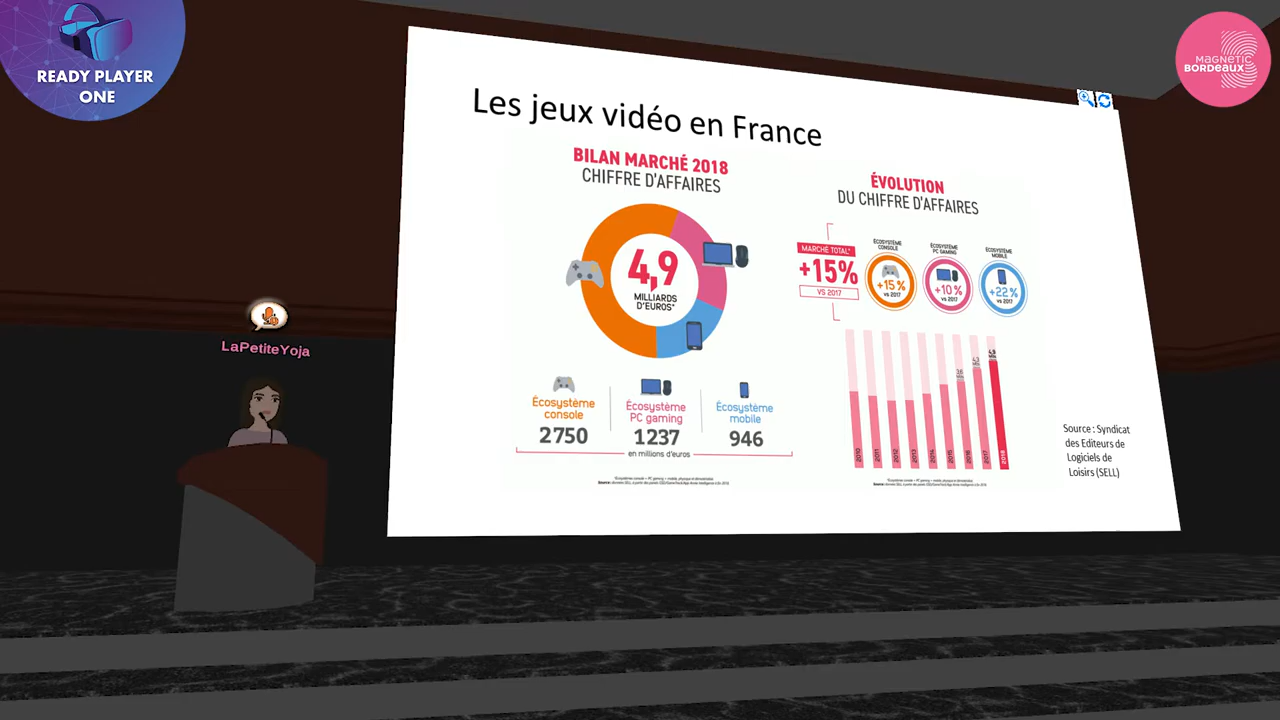 READY PLAYER
ONE
MAGNETIC
BORDEAUX
Les jeux vidéo en France
BILAN MARCHÉ 2018
CHIFFRE D'AFFAIRES
4,9
MILLIARDS
D'EUROS*
Écosystème
console
2750
Écosystème
PC gaming
1237
Écosystème
mobile
946
en millions d'euros
ÉVOLUTION
DU CHIFFRE D'AFFAIRES
MARCHÉ TOTAL*
+15%
VS 2017
ÉCOSYSTÈME
CONSOLE
+15 %
vs 2017
ÉCOSYSTÈME
PC GAMING
+10 %
vs 2017
ÉCOSYSTÈME
MOBILE
+22 %
vs 2017
3,6
2010
2011
2012
2013
2014
2015
2016
2017
2018
Source : Syndicat
des Editeurs de
Logiciels de
Loisirs (SELL)
LaPetiteYoja